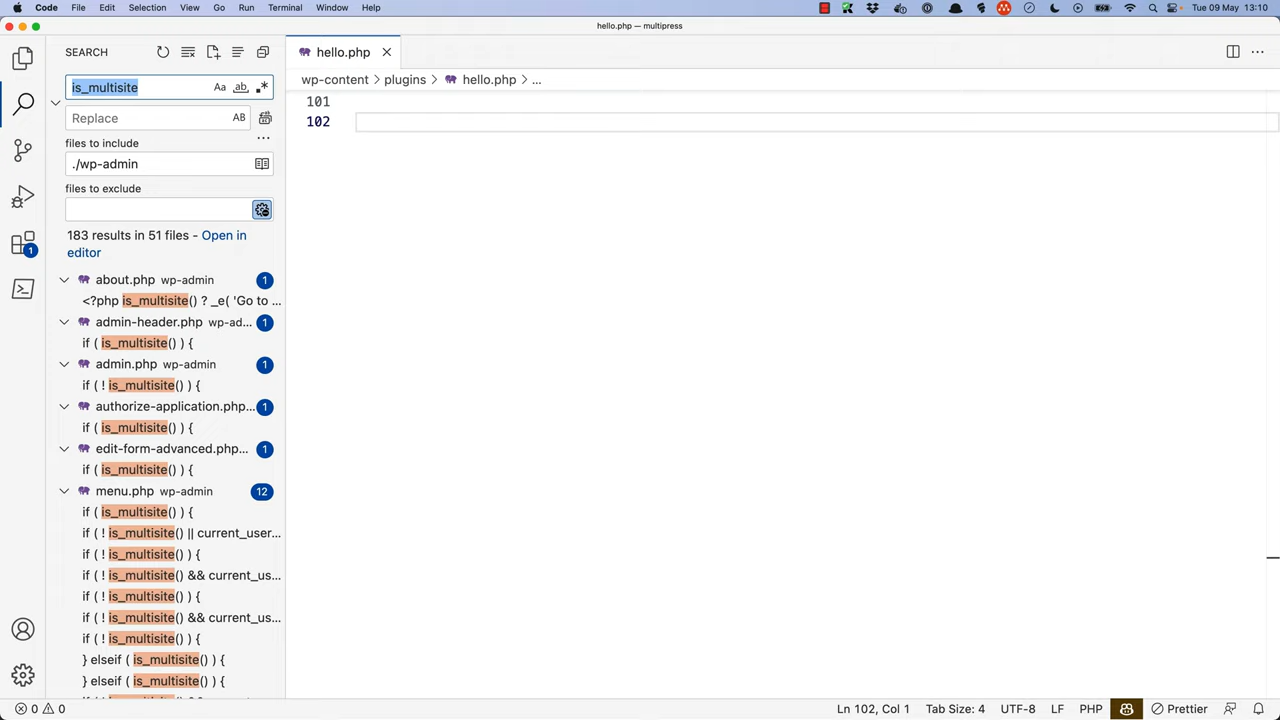 Code File Edit Selection View Go Run Terminal Window Help Tue 09 May 13:10
hello.php — multipress
SEARCH
hello.php
is_multisite
Aa ab
wp-content > plugins > hello.php > ...
101
102
Replace AB
files to include
./wp-admin
files to exclude
183 results in 51 files - Open in
editor
about.php wp-admin 1
<?php is_multisite() ? _e( 'Go to ...
admin-header.php wp-ad... 1
if ( is_multisite() ) {
admin.php wp-admin 1
if ( ! is_multisite() ) {
authorize-application.php... 1
if ( is_multisite() ) {
edit-form-advanced.php... 1
if ( is_multisite() ) {
menu.php wp-admin 12
if ( is_multisite() ) {
if ( ! is_multisite() || current_user...
if ( ! is_multisite() ) {
if ( ! is_multisite() && current_us...
if ( ! is_multisite() ) {
if ( ! is_multisite() && current_us...
if ( ! is_multisite() ) {
} elseif ( is_multisite() ) {
} elseif ( is_multisite() ) {
1
0 0 Ln 102, Col 1 Tab Size: 4 UTF-8 LF PHP Prettier